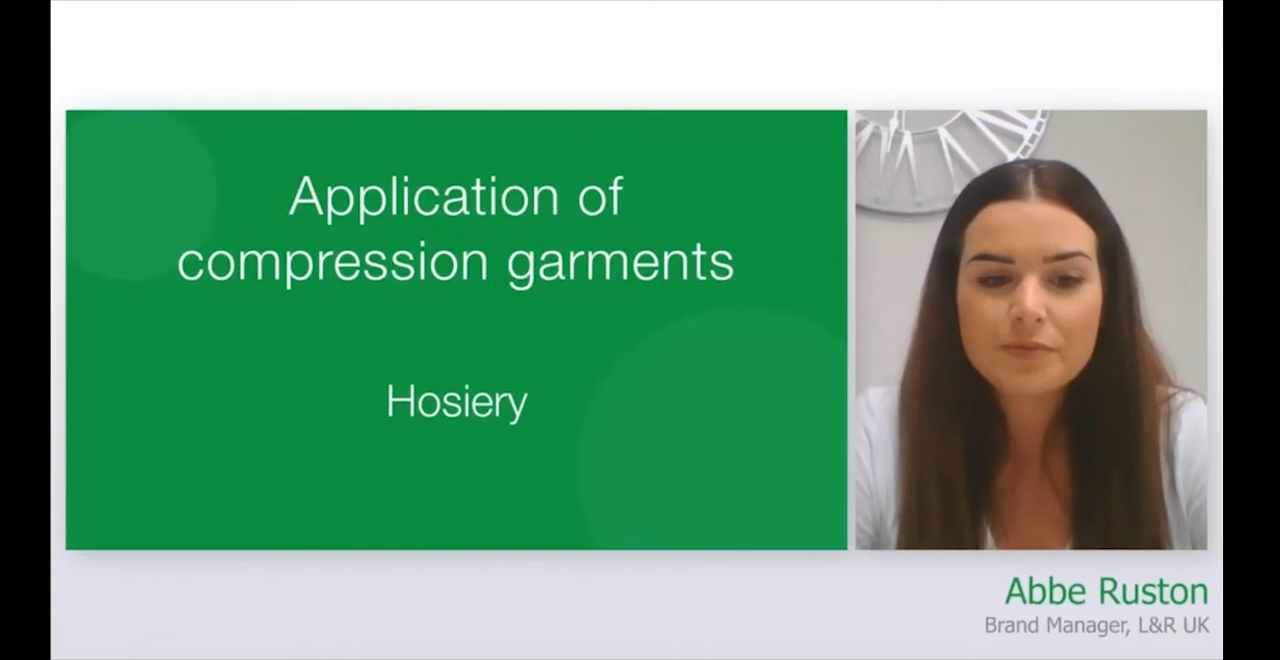 Application of
compression garments
Hosiery
Abbe Ruston
Brand Manager, L&R UK